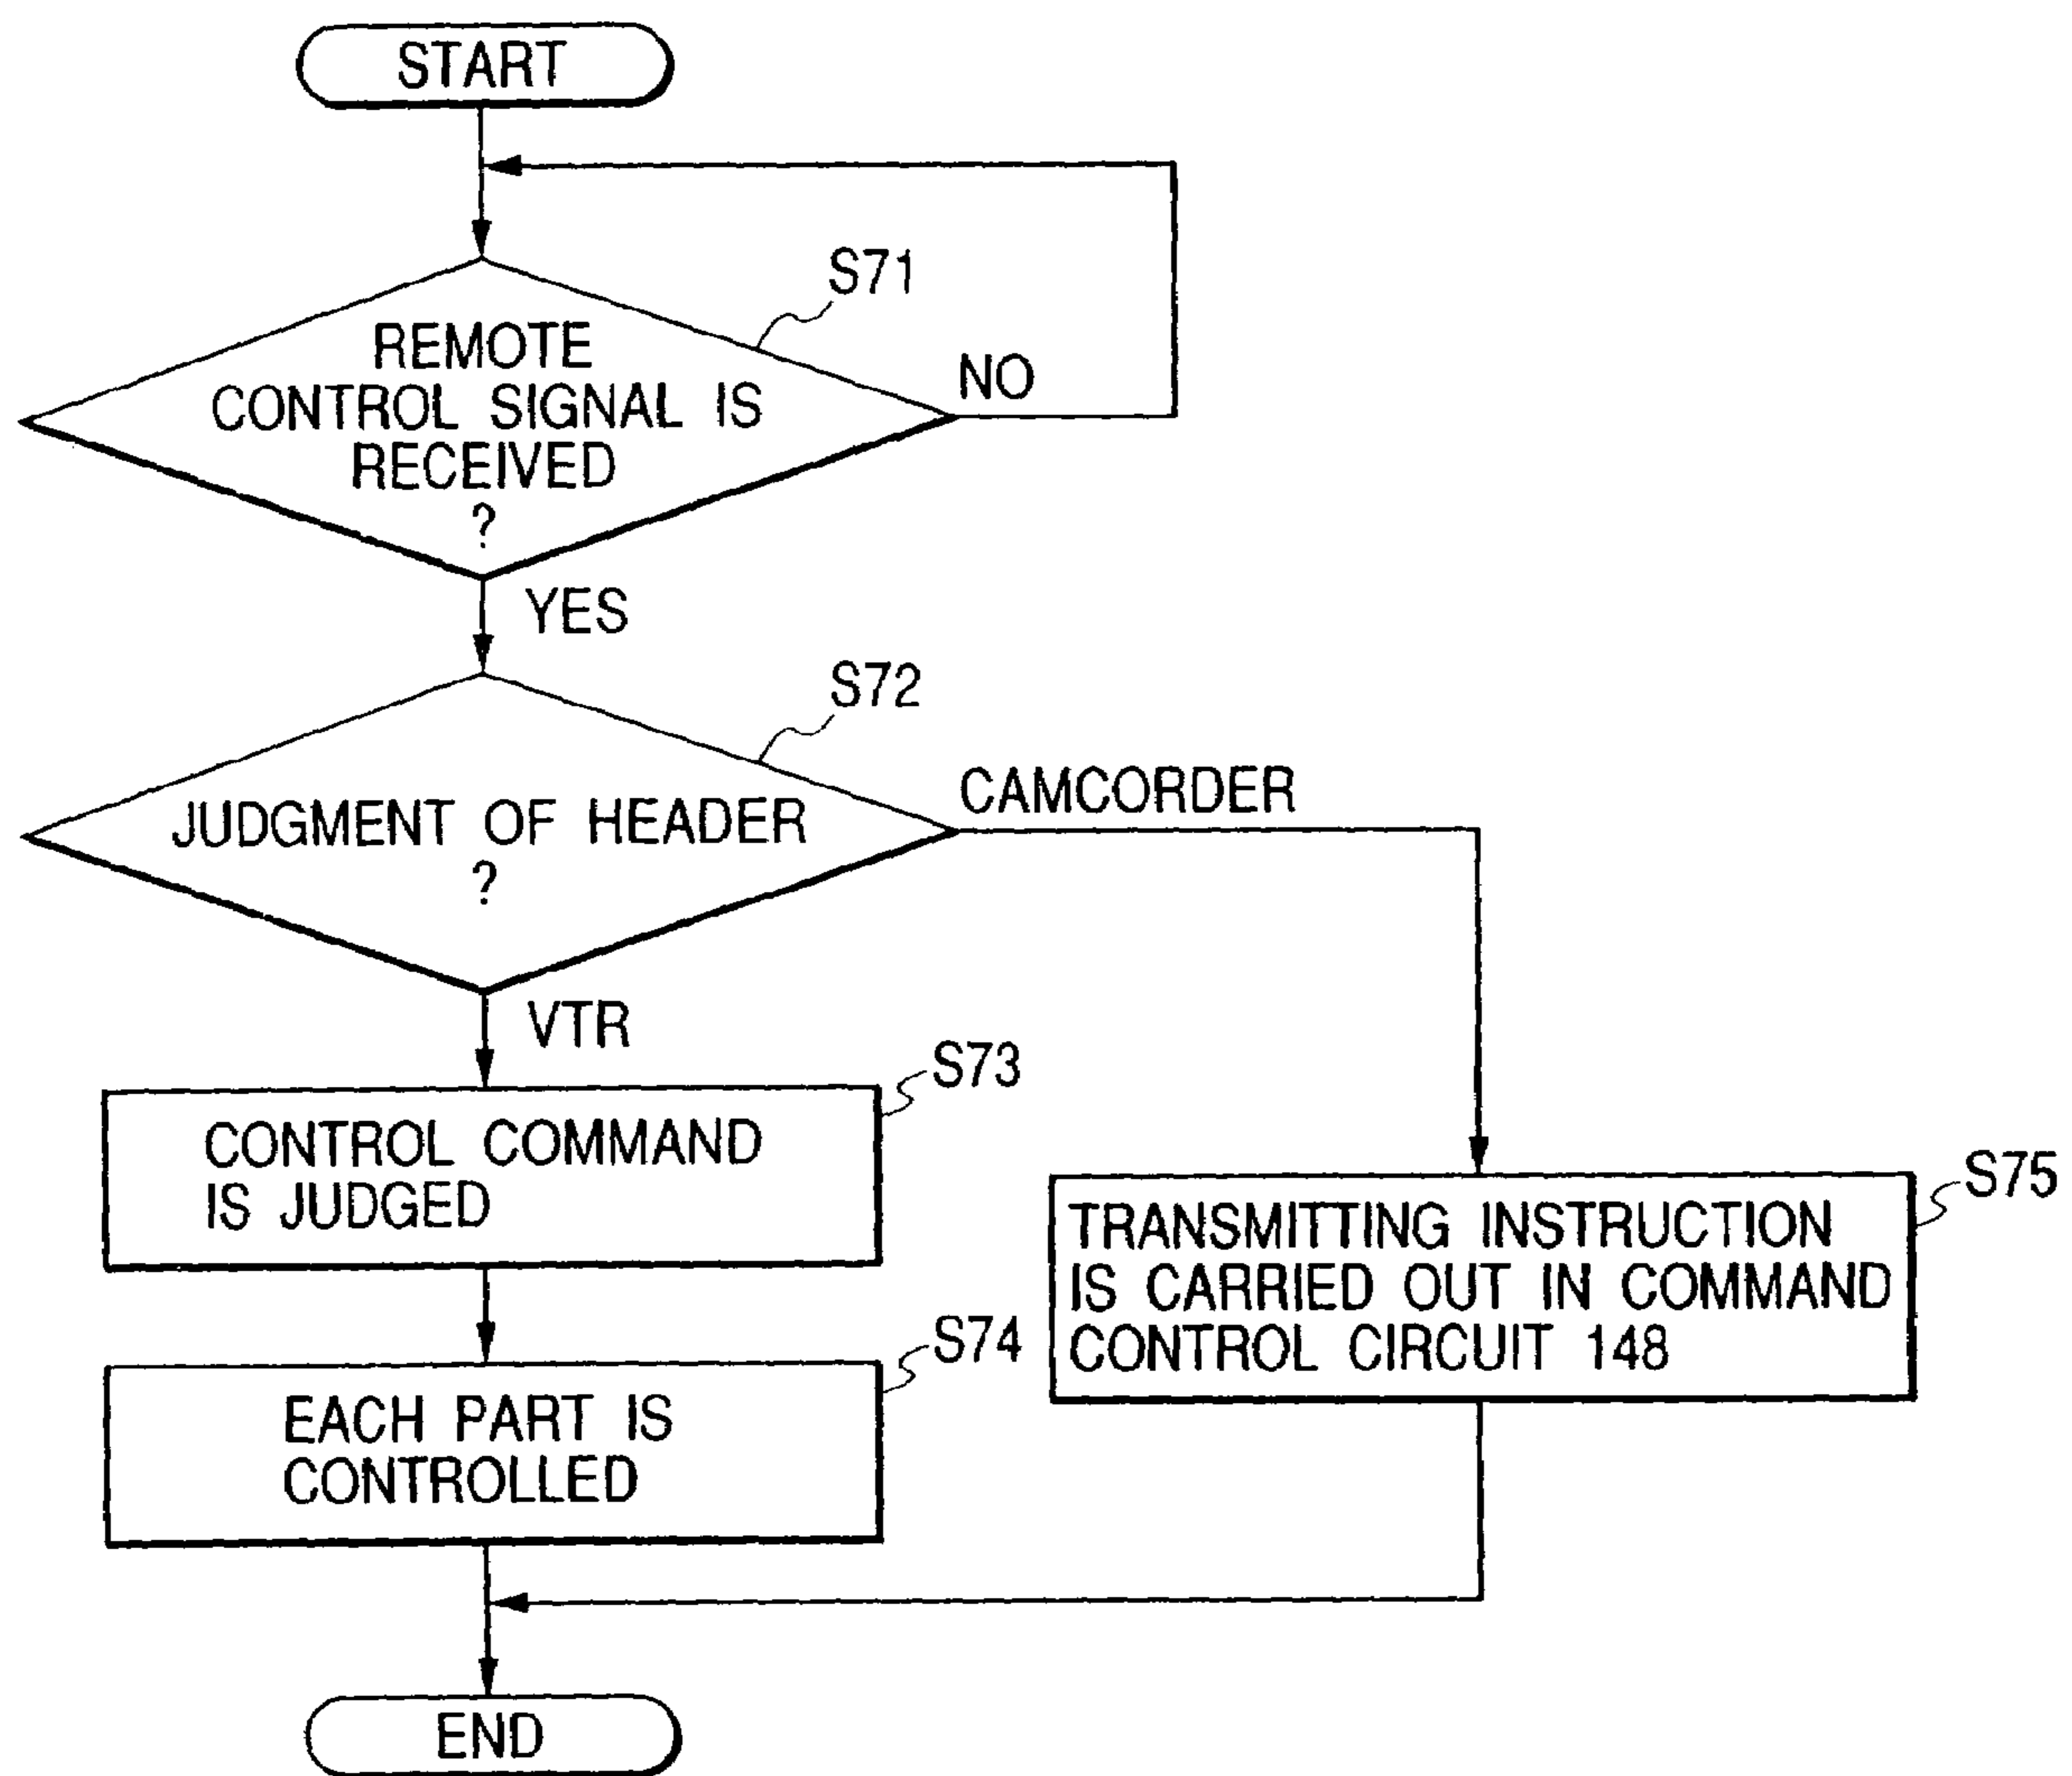 START
S71
REMOTE
CONTROL SIGNAL IS
RECEIVED
?
NO
YES
S72
JUDGMENT OF HEADER
?
CAMCORDER
VTR
S73
CONTROL COMMAND
IS JUDGED
S74
EACH PART IS
CONTROLLED
S75
TRANSMITTING INSTRUCTION
IS CARRIED OUT IN COMMAND
CONTROL CIRCUIT 148
END